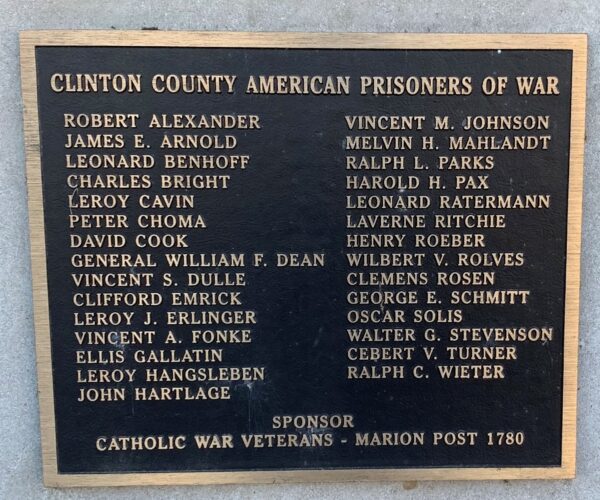 CLINTON COUNTY AMERICAN PRISONERS OF WAR
ROBERT ALEXANDER
JAMES E. ARNOLD
LEONARD BENHOFF
CHARLES BRIGHT
LEROY CAVIN
PETER CHOMA
DAVID COOK
GENERAL WILLIAM F. DEAN
VINCENT S. DULLE
CLIFFORD EMRICK
LEROY J. ERLINGER
VINCENT A. FONKE
ELLIS GALLATIN
LEROY HANGSLEBEN
JOHN HARTLAGE
VINCENT M. JOHNSON
MELVIN H. MAHLANDT
RALPH L. PARKS
HAROLD H. PAX
LEONARD RATERMANN
LAVERNE RITCHIE
HENRY ROEBER
WILBERT V. ROLVES
CLEMENS ROSEN
GEORGE E. SCHMITT
OSCAR SOLIS
WALTER G. STEVENSON
CEBERT V. TURNER
RALPH C. WIETER
SPONSOR
CATHOLIC WAR VETERANS - MARION POST 1780